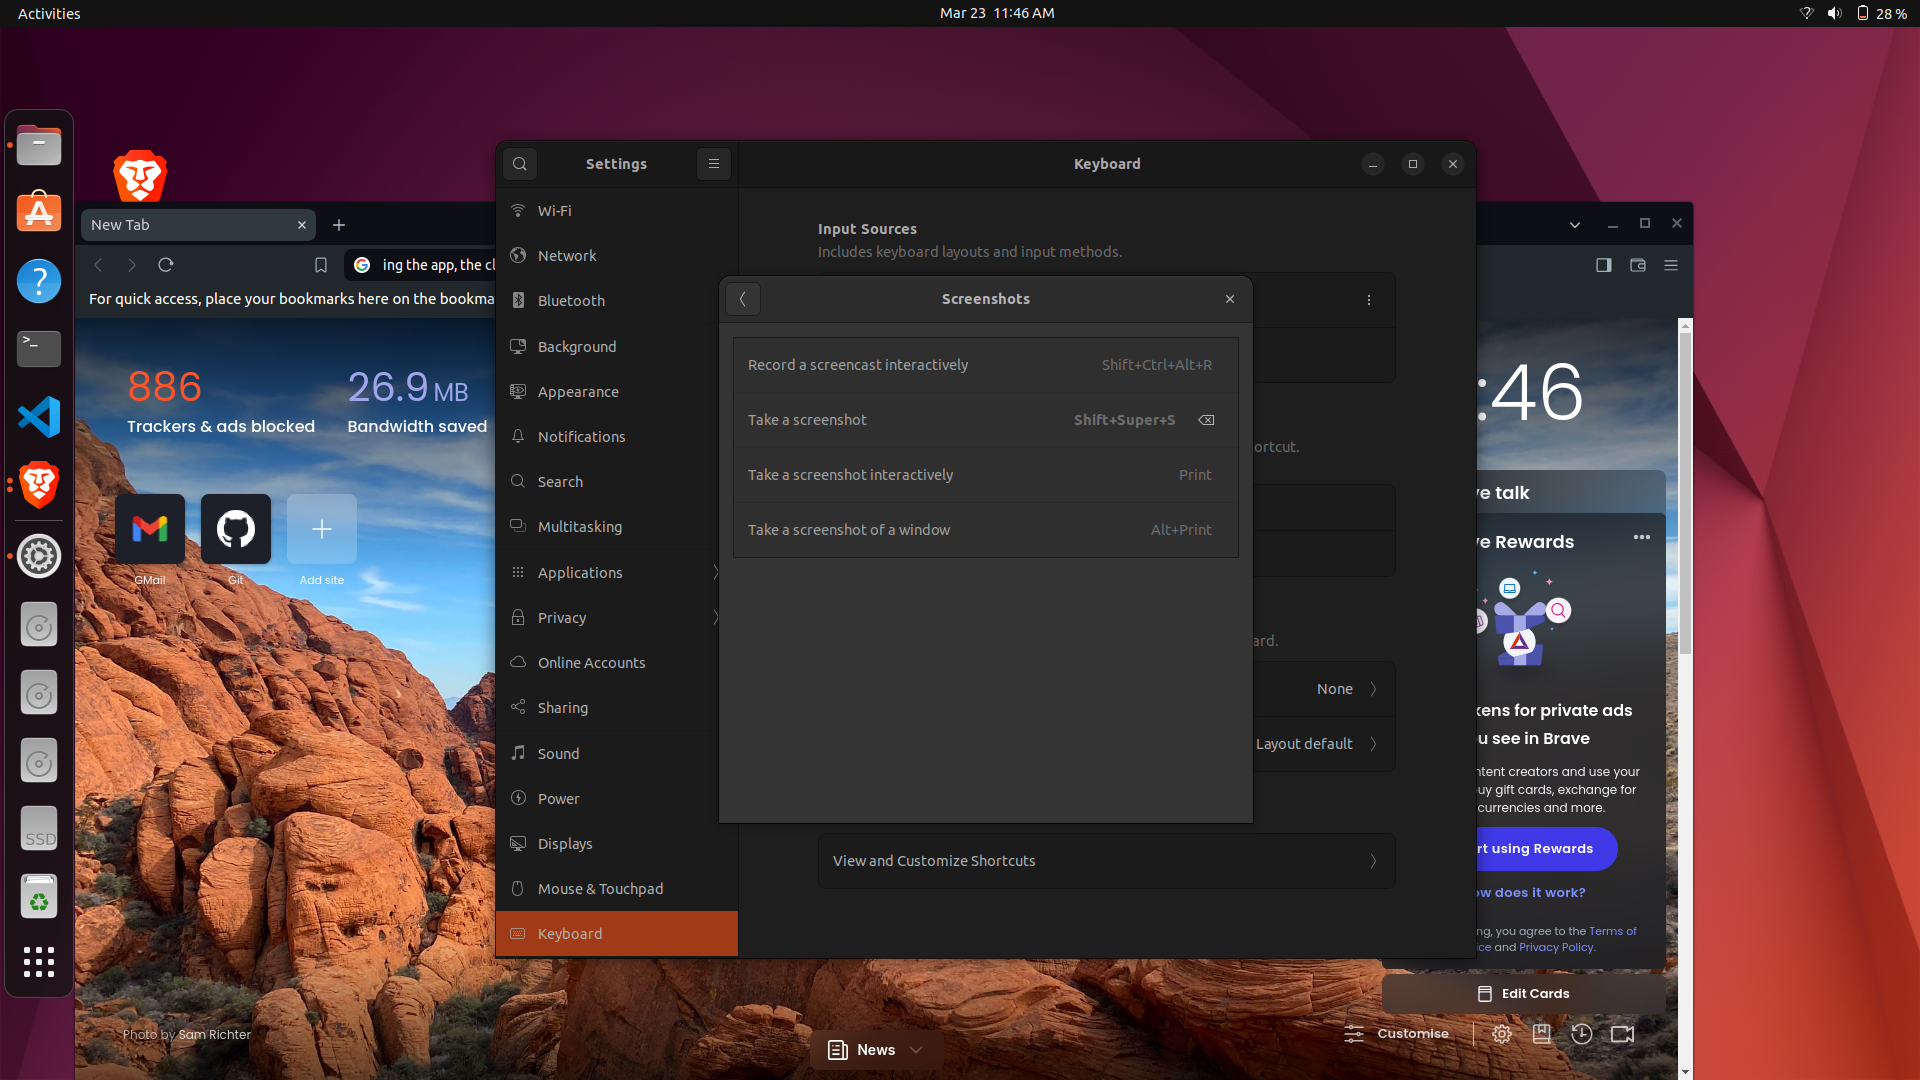 Activities
Mar 23 11:46 AM
28 %
New Tab
ing the app, the cl
For quick access, place your bookmarks here on the bookma
886
Trackers & ads blocked
26.9 MB
Bandwidth saved
GMail
Git
Add site
Photo by Sam Richter
SSD
Settings
Wi-Fi
Network
Bluetooth
Background
Appearance
Notifications
Search
Multitasking
Applications
Privacy
Online Accounts
Sharing
Sound
Power
Displays
Mouse & Touchpad
Keyboard
Keyboard
Input Sources
Includes keyboard layouts and input methods.
ortcut.
ard.
None
Layout default
View and Customize Shortcuts
Screenshots
Record a screencast interactively Shift+Ctrl+Alt+R
Take a screenshot Shift+Super+S
Take a screenshot interactively Print
Take a screenshot of a window Alt+Print
:46
ve talk
ve Rewards
kens for private ads
u see in Brave
ntent creators and use your
uy gift cards, exchange for
currencies and more.
rt using Rewards
ow does it work?
ng, you agree to the Terms of
ice and Privacy Policy.
Edit Cards
Customise
News